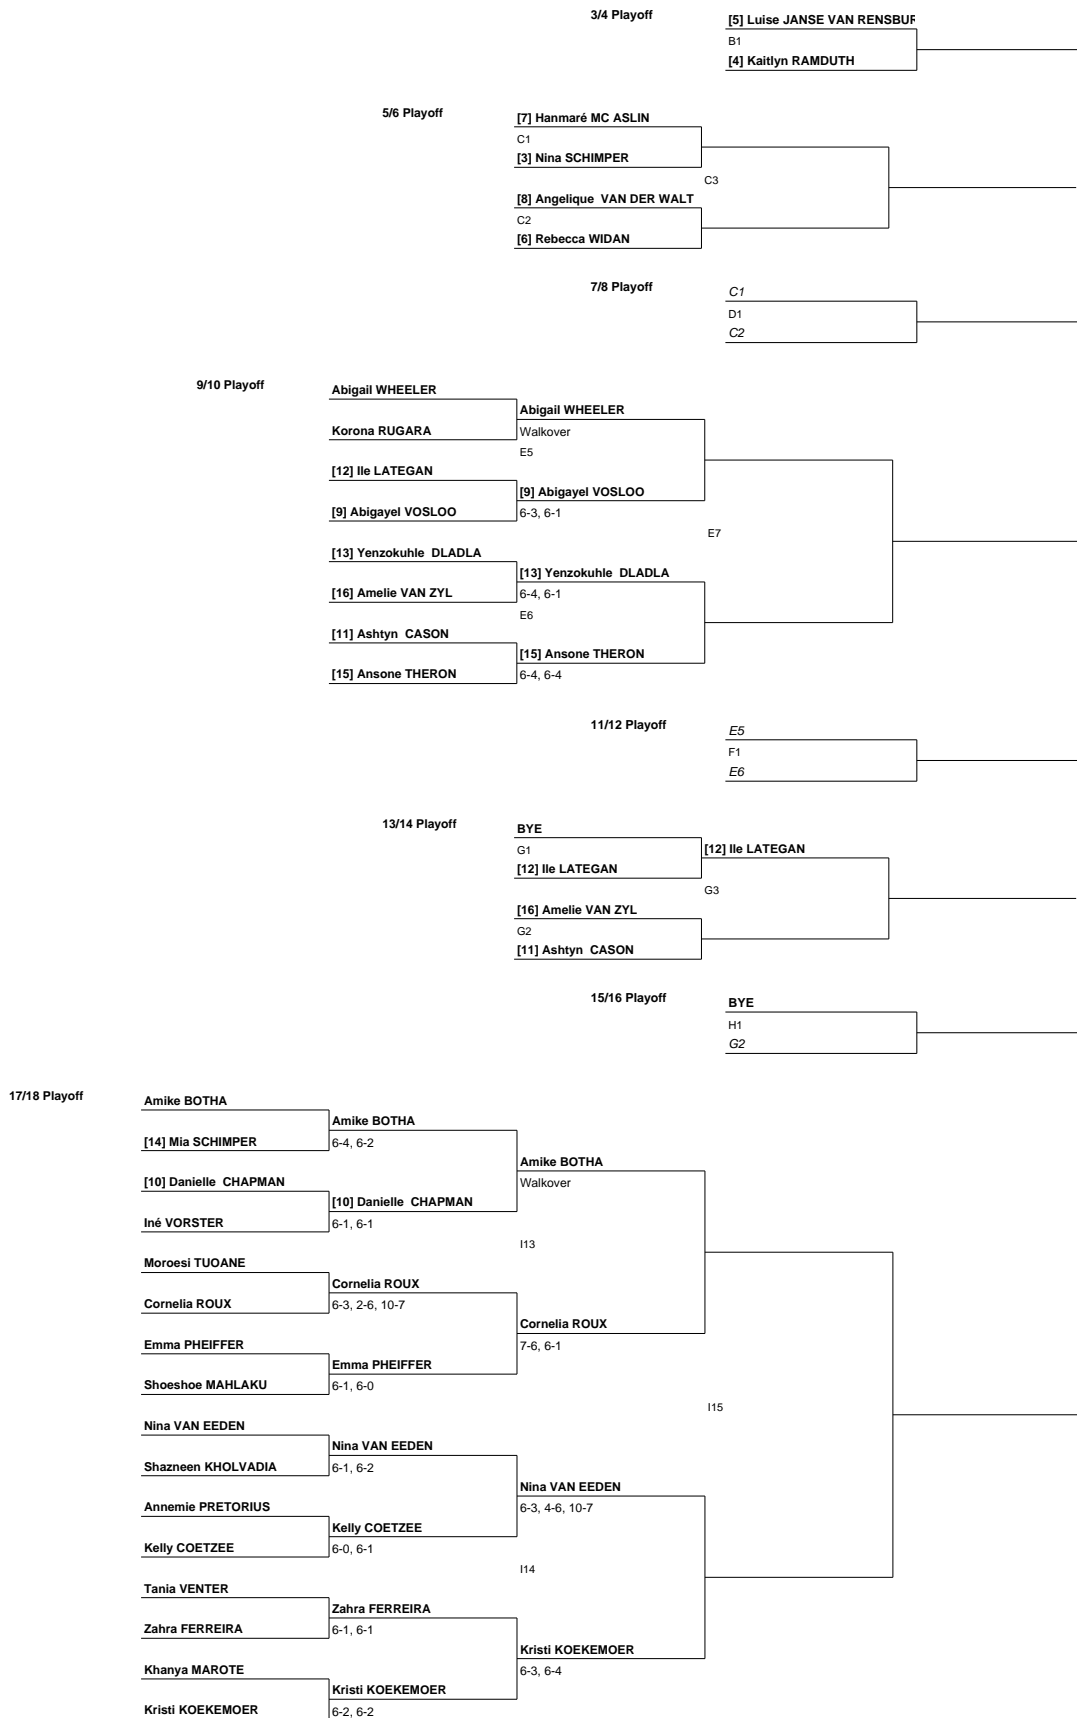 3/4 Playoff
[5] Luise JANSE VAN RENSBUR
B1
[4] Kaitlyn RAMDUTH
5/6 Playoff
[7] Hanmaré MC ASLIN
C1
[3] Nina SCHIMPER
C3
[8] Angelique VAN DER WALT
C2
[6] Rebecca WIDAN
7/8 Playoff
C1
D1
C2
9/10 Playoff
Abigail WHEELER
Abigail WHEELER
Korona RUGARA
Walkover
E5
[12] Ile LATEGAN
[9] Abigayel VOSLOO
[9] Abigayel VOSLOO
6-3, 6-1
E7
[13] Yenzokuhle DLADLA
[13] Yenzokuhle DLADLA
[16] Amelie VAN ZYL
6-4, 6-1
E6
[11] Ashtyn CASON
[15] Ansone THERON
[15] Ansone THERON
6-4, 6-4
11/12 Playoff
E5
F1
E6
13/14 Playoff
BYE
G1
[12] Ile LATEGAN
[12] Ile LATEGAN
G3
[16] Amelie VAN ZYL
G2
[11] Ashtyn CASON
15/16 Playoff
BYE
H1
G2
17/18 Playoff
Amike BOTHA
Amike BOTHA
[14] Mia SCHIMPER
6-4, 6-2
Amike BOTHA
Walkover
[10] Danielle CHAPMAN
[10] Danielle CHAPMAN
Iné VORSTER
6-1, 6-1
I13
Moroesi TUOANE
Cornelia ROUX
Cornelia ROUX
6-3, 2-6, 10-7
Cornelia ROUX
7-6, 6-1
Emma PHEIFFER
Emma PHEIFFER
Shoeshoe MAHLAKU
6-1, 6-0
I15
Nina VAN EEDEN
Nina VAN EEDEN
Shazneen KHOLVADIA
6-1, 6-2
Nina VAN EEDEN
6-3, 4-6, 10-7
Annemie PRETORIUS
Kelly COETZEE
Kelly COETZEE
6-0, 6-1
I14
Tania VENTER
Zahra FERREIRA
Zahra FERREIRA
6-1, 6-1
Kristi KOEKEMOER
6-3, 6-4
Khanya MAROTE
Kristi KOEKEMOER
Kristi KOEKEMOER
6-2, 6-2